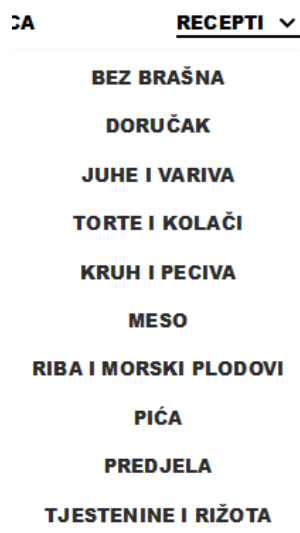 RECEPTI
BEZ BRAŠNA
DORUČAK
JUHE I VARIVA
TORTE I KOLAČI
KRUH I PECIVA
MESO
RIBA I MORSKI PLODOVI
PIĆA
PREDJELA
TJESTENINE I RIŽOTA